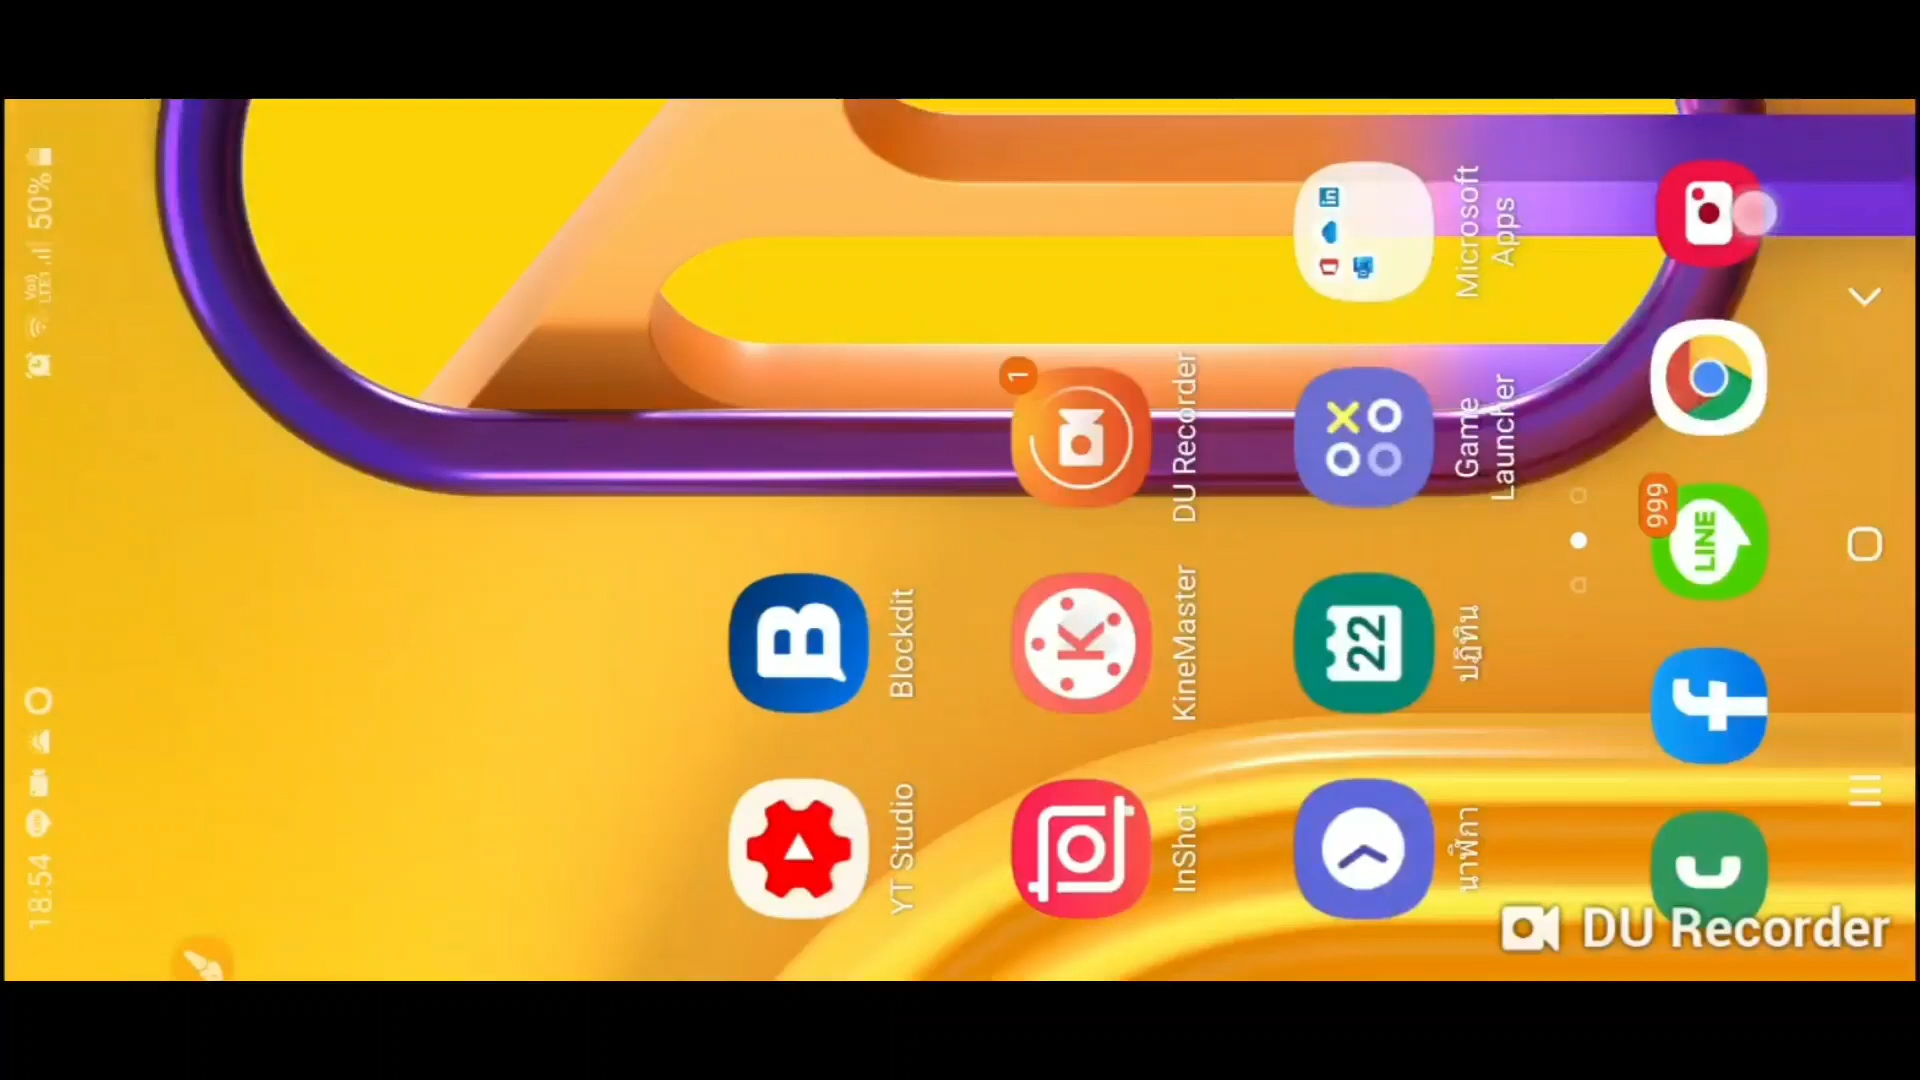 18:54
50%
YT Studio
Blockdit
InShot
KineMaster
DU Recorder
1
นาฬิกา
22
ปฏิทิน
Game
Launcher
Microsoft
Apps
LINE
999
DU Recorder